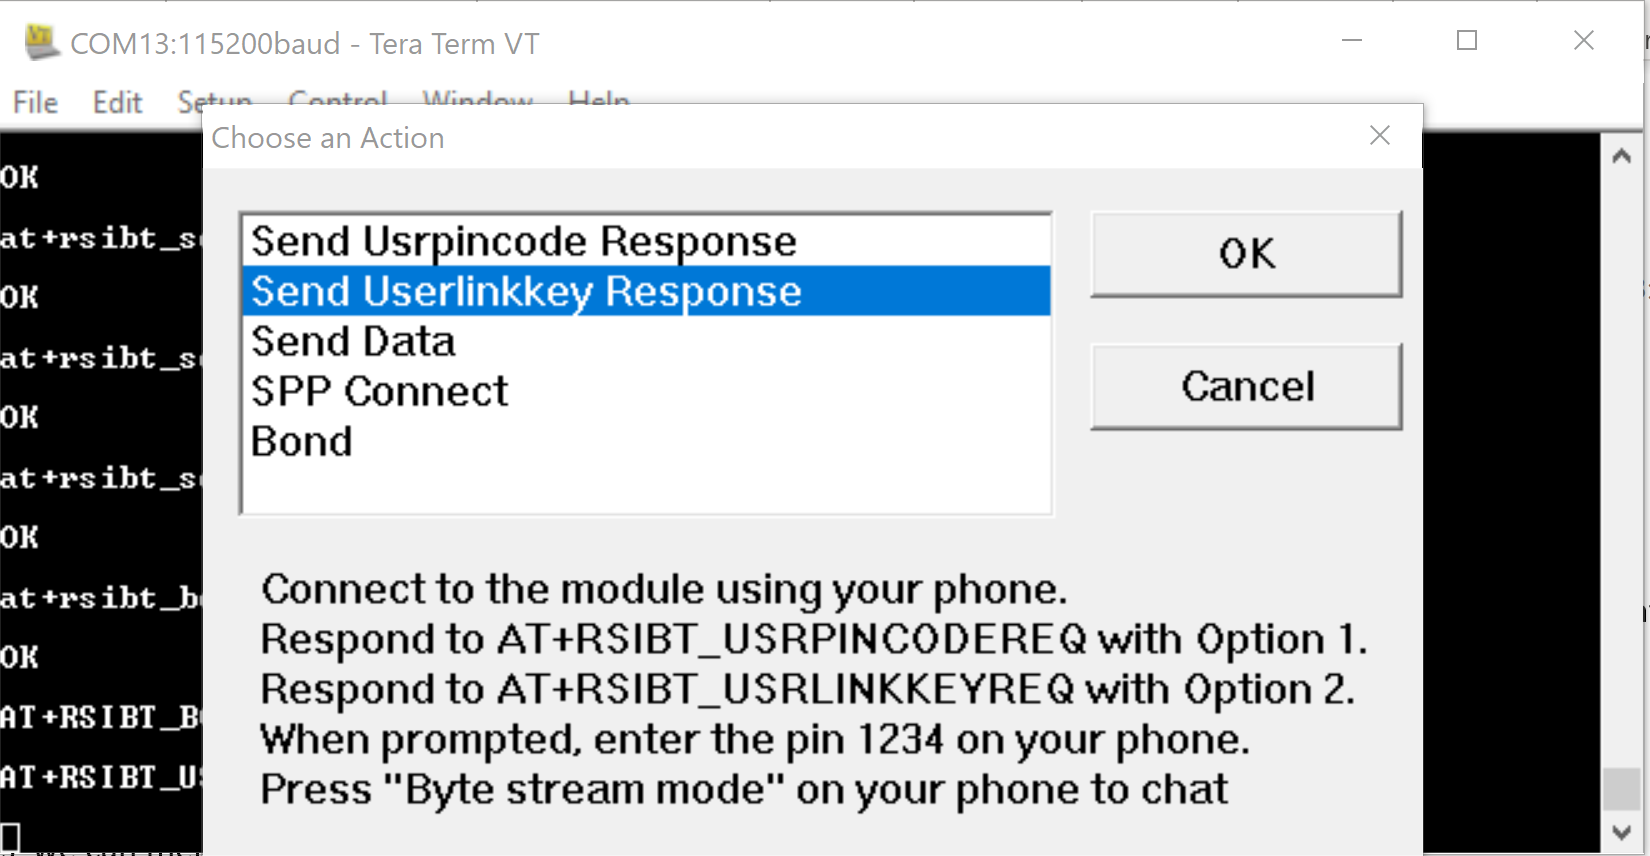 COM13:115200baud - Tera Term VT
File Edit Setup Control Window Help
Choose an Action
OK
at+rsibt_s
OK
at+rsibt_s
OK
at+rsibt_s
OK
at+rsibt_b
OK
AT+RSIBT_B
AT+RSIBT_U
Send Usrpincode Response
Send Userlinkkey Response
Send Data
SPP Connect
Bond
OK
Cancel
Connect to the module using your phone.
Respond to AT+RSIBT_USRPINCODEREQ with Option 1.
Respond to AT+RSIBT_USRLINKKEYREQ with Option 2.
When prompted, enter the pin 1234 on your phone.
Press "Byte stream mode" on your phone to chat